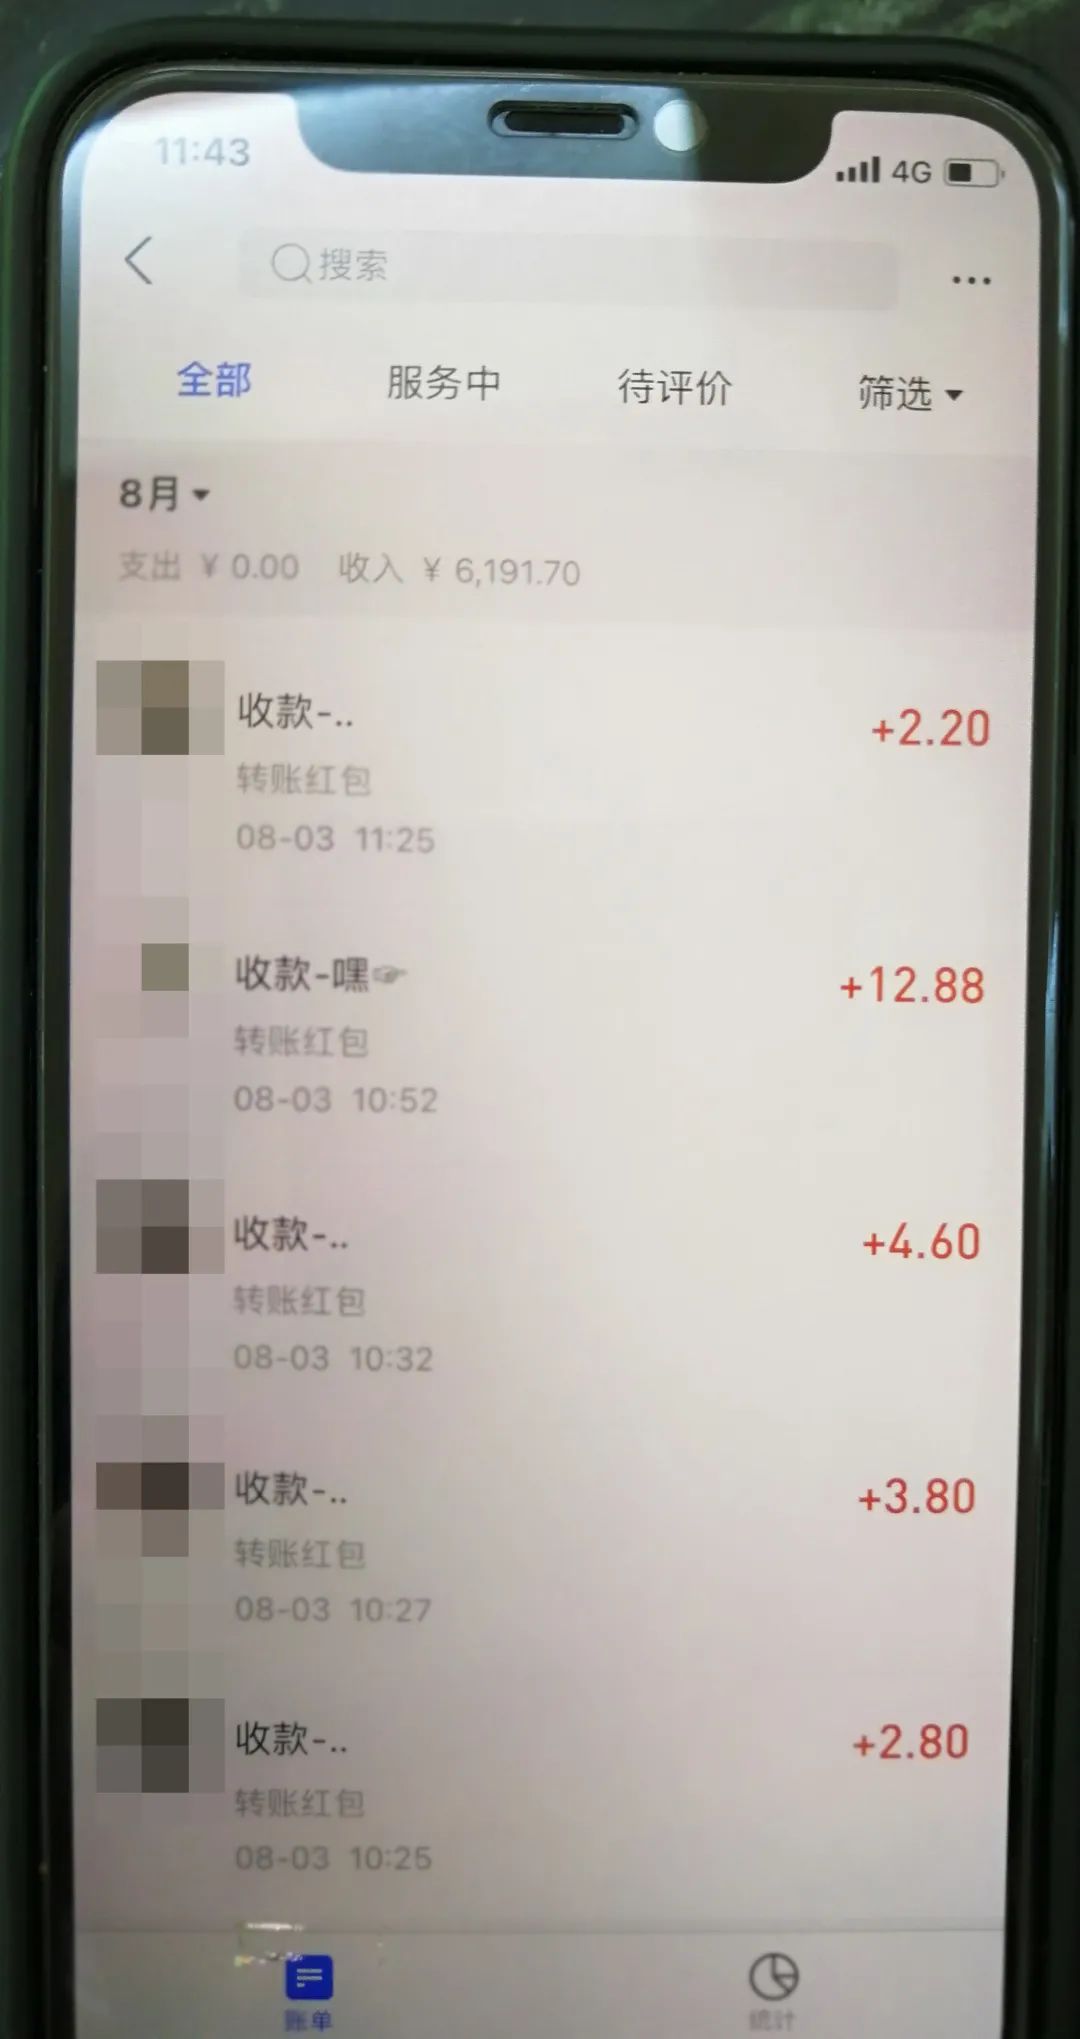 11:43
4G
搜索
全部 服务中 待评价 筛选
8月
支出 ¥ 0.00 收入 ¥ 6,191.70
收款-.. +2.20
转账红包
08-03 11:25
收款-嘿☞ +12.88
转账红包
08-03 10:52
收款-.. +4.60
转账红包
08-03 10:32
收款-.. +3.80
转账红包
08-03 10:27
收款-.. +2.80
转账红包
08-03 10:25
账单 统计